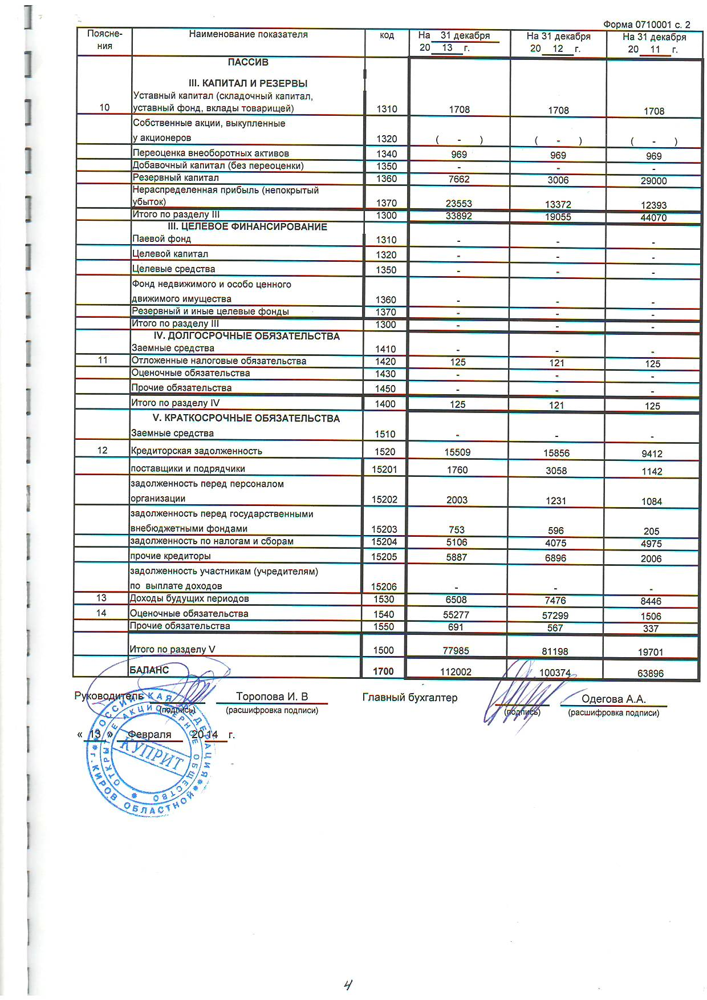 Форма 0710001 с. 2
Поясне-ния Наименование показателя код На 31 декабря 20 13 г. На 31 декабря 20 12 г. На 31 декабря 20 11 г.
ПАССИВ
III. КАПИТАЛ И РЕЗЕРВЫ
Уставный капитал (складочный капитал,
10 уставный фонд, вклады товарищей) 1310 1708 1708 1708
Собственные акции, выкупленные
у акционеров 1320 ( - ) ( - ) ( - )
Переоценка внеоборотных активов 1340 969 969 969
Добавочный капитал (без переоценки) 1350 - - -
Резервный капитал 1360 7662 3006 29000
Нераспределенная прибыль (непокрытый
убыток) 1370 23553 13372 12393
Итого по разделу III 1300 33892 19055 44070
III. ЦЕЛЕВОЕ ФИНАНСИРОВАНИЕ
Паевой фонд 1310 - - -
Целевой капитал 1320 - - -
Целевые средства 1350 - - -
Фонд недвижимого и особо ценного
движимого имущества 1360 - - -
Резервный и иные целевые фонды 1370 - - -
Итого по разделу III 1300 - - -
IV. ДОЛГОСРОЧНЫЕ ОБЯЗАТЕЛЬСТВА
Заемные средства 1410 - - -
11 Отложенные налоговые обязательства 1420 125 121 125
Оценочные обязательства 1430 - - -
Прочие обязательства 1450 - - -
Итого по разделу IV 1400 125 121 125
V. КРАТКОСРОЧНЫЕ ОБЯЗАТЕЛЬСТВА
Заемные средства 1510 - - -
12 Кредиторская задолженность 1520 15509 15856 9412
поставщики и подрядчики 15201 1760 3058 1142
задолженность перед персоналом
организации 15202 2003 1231 1084
задолженность перед государственными
внебюджетными фондами 15203 753 596 205
задолженность по налогам и сборам 15204 5106 4075 4975
прочие кредиторы 15205 5887 6896 2006
задолженность участникам (учредителям)
по выплате доходов 15206 - - -
13 Доходы будущих периодов 1530 6508 7476 8446
14 Оценочные обязательства 1540 55277 57299 1506
Прочие обязательства 1550 691 567 337
Итого по разделу V 1500 77985 81198 19701
БАЛАНС 1700 112002 100374 63896
Руководитель Торопова И. В Главный бухгалтер Одегова А.А.
(подпись) (расшифровка подписи) (подпись) (расшифровка подписи)
« 13 » Февраля 20 14 г.
РОССИЙСКАЯ ФЕДЕРАЦИЯ г.КИРОВ ОБЛАСТНОЙ
ОТКРЫТОЕ АКЦИОНЕРНОЕ ОБЩЕСТВО
КУПРИТ
4